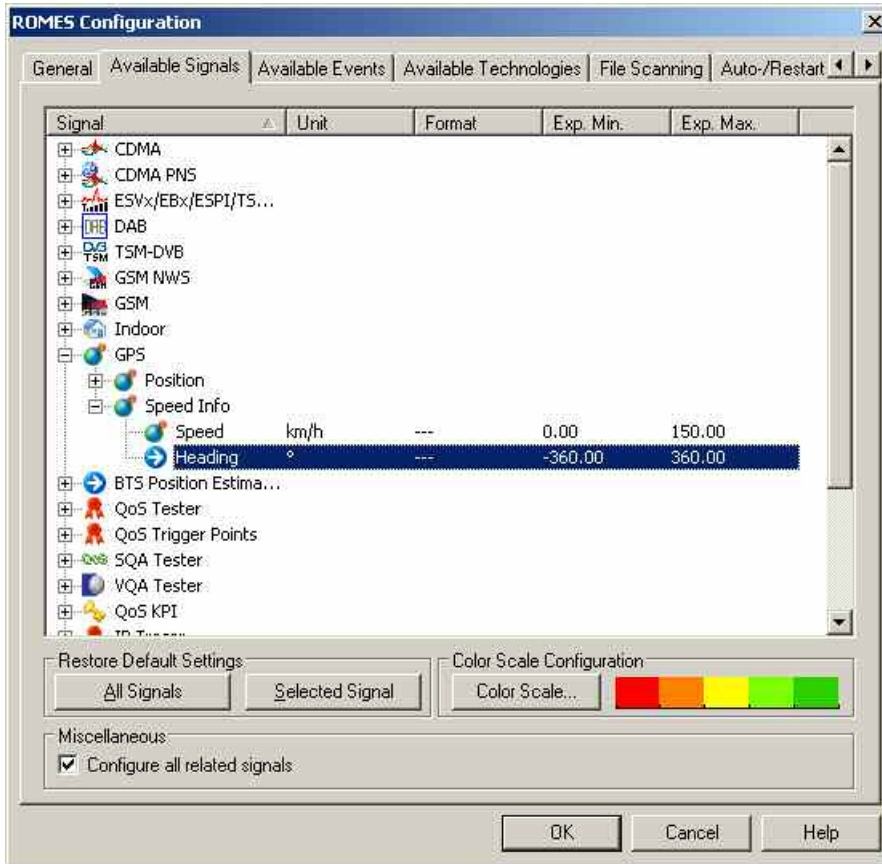 ROMES Configuration
General Available Signals Available Events Available Technologies File Scanning Auto-/Restart
Signal Unit Format Exp. Min. Exp. Max.
CDMA
CDMA PNS
ESVx/EBx/ESPI/TS...
DAB
TSM-DVB
GSM NWS
GSM
Indoor
GPS
Position
Speed Info
Speed km/h --- 0.00 150.00
Heading ° --- -360.00 360.00
BTS Position Estima...
QoS Tester
QoS Trigger Points
SQA Tester
VQA Tester
QoS KPI
Restore Default Settings Color Scale Configuration
All Signals Selected Signal Color Scale...
Miscellaneous
Configure all related signals
OK Cancel Help